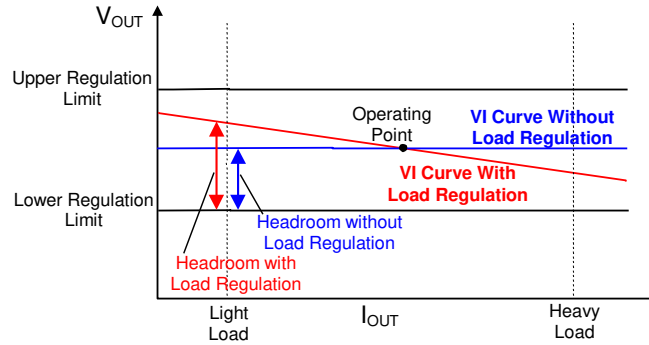 VOUT
Upper Regulation
Limit
Operating
Point
VI Curve Without
Load Regulation
VI Curve With
Load Regulation
Lower Regulation
Limit
Headroom without
Load Regulation
Headroom with
Load Regulation
Light
Load
IOUT
Heavy
Load